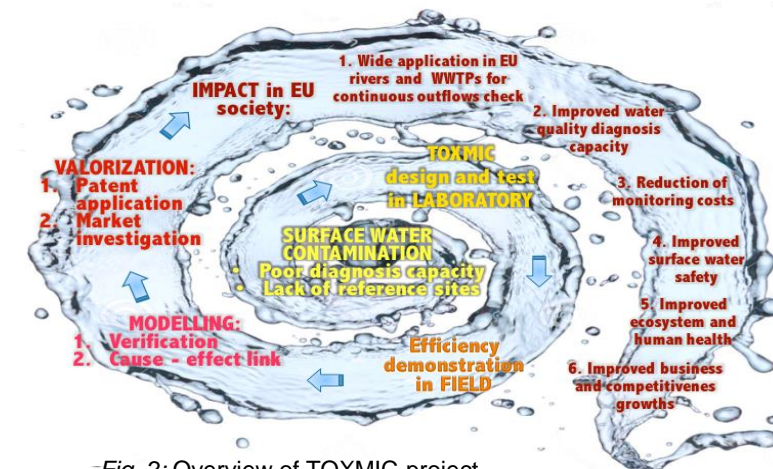 SURFACE WATER
CONTAMINATION
• Poor diagnosis capacity
• Lack of reference sites
TOXMIC
design and test
in LABORATORY
Efficiency
demonstration
in FIELD
MODELLING:
1. Verification
2. Cause - effect link
VALORIZATION:
1. Patent
application
2. Market
investigation
IMPACT in EU
society:
1. Wide application in EU
rivers and WWTPs for
continuous outflows check
2. Improved water
quality diagnosis
capacity
3. Reduction of
monitoring costs
4. Improved
surface water
safety
5. Improved
ecosystem and
human health
6. Improved business
and competitivenes
growths
Fig. 2: Overview of TOXMIC project